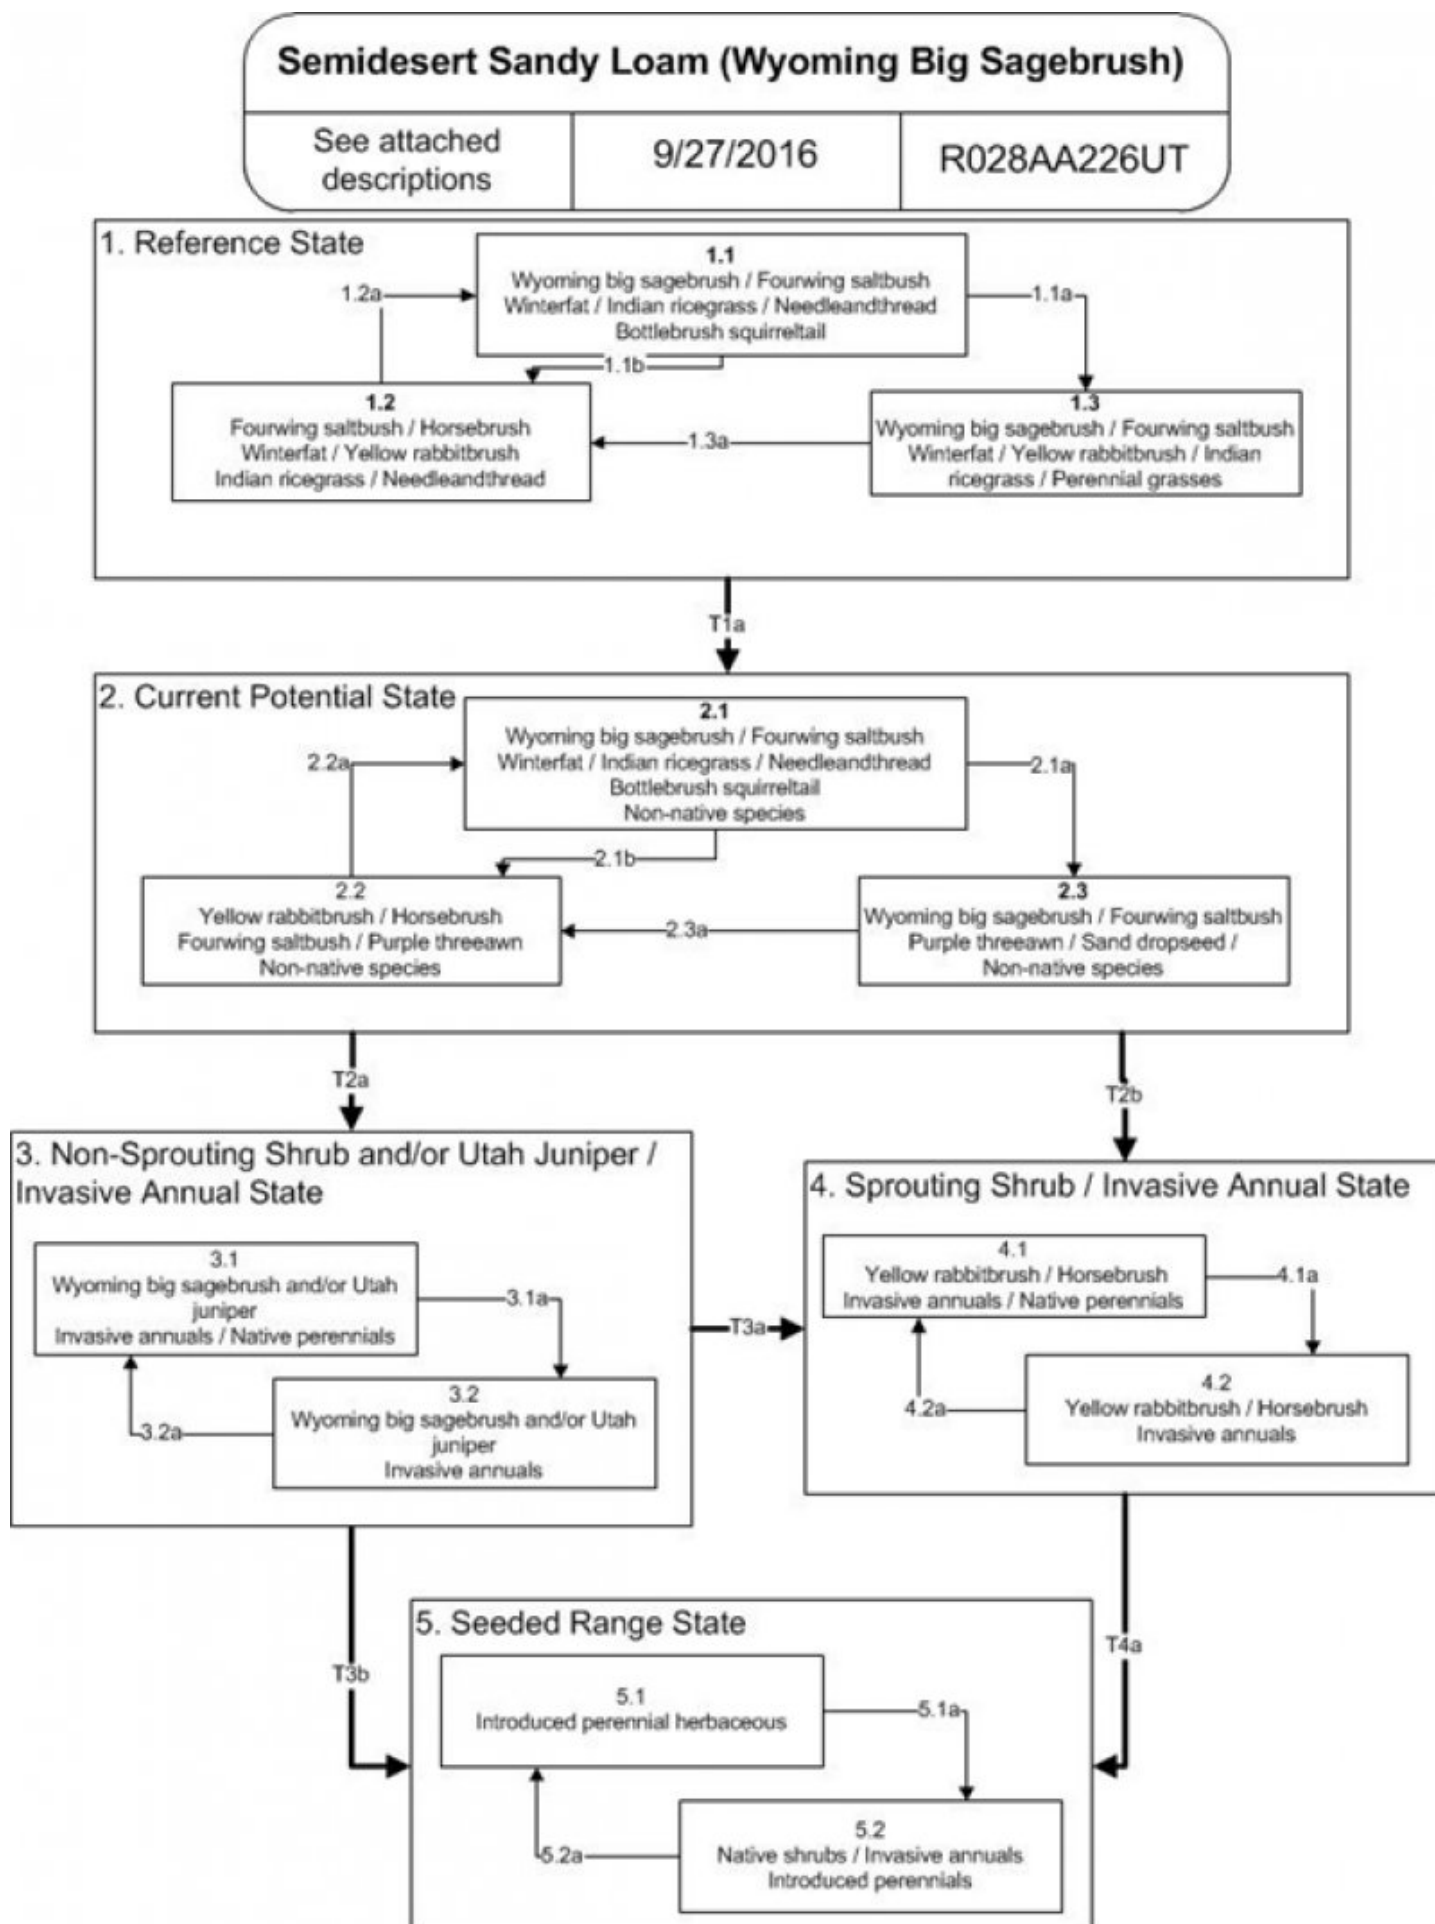 Semidesert Sandy Loam (Wyoming Big Sagebrush)
See attached
descriptions
9/27/2016
R028AA226UT
1. Reference State
1.1
Wyoming big sagebrush / Fourwing saltbush
Winterfat / Indian ricegrass / Needleandthread
Bottlebrush squirreltail
1.2a
1.1a
1.1b
1.2
Fourwing saltbush / Horsebrush
Winterfat / Yellow rabbitbrush
Indian ricegrass / Needleandthread
1.3a
1.3
Wyoming big sagebrush / Fourwing saltbush
Winterfat / Yellow rabbitbrush / Indian
ricegrass / Perennial grasses
T1a
2. Current Potential State
2.1
Wyoming big sagebrush / Fourwing saltbush
Winterfat / Indian ricegrass / Needleandthread
Bottlebrush squirreltail
Non-native species
2.2a
2.1a
2.1b
2.2
Yellow rabbitbrush / Horsebrush
Fourwing saltbush / Purple threeawn
Non-native species
2.3a
2.3
Wyoming big sagebrush / Fourwing saltbush
Purple threeawn / Sand dropseed /
Non-native species
T2a
T2b
3. Non-Sprouting Shrub and/or Utah Juniper /
Invasive Annual State
3.1
Wyoming big sagebrush and/or Utah
juniper
Invasive annuals / Native perennials
3.1a
3.2
Wyoming big sagebrush and/or Utah
juniper
Invasive annuals
3.2a
T3a
4. Sprouting Shrub / Invasive Annual State
4.1
Yellow rabbitbrush / Horsebrush
Invasive annuals / Native perennials
4.1a
4.2
Yellow rabbitbrush / Horsebrush
Invasive annuals
4.2a
T3b
T4a
5. Seeded Range State
5.1
Introduced perennial herbaceous
5.1a
5.2
Native shrubs / Invasive annuals
Introduced perennials
5.2a